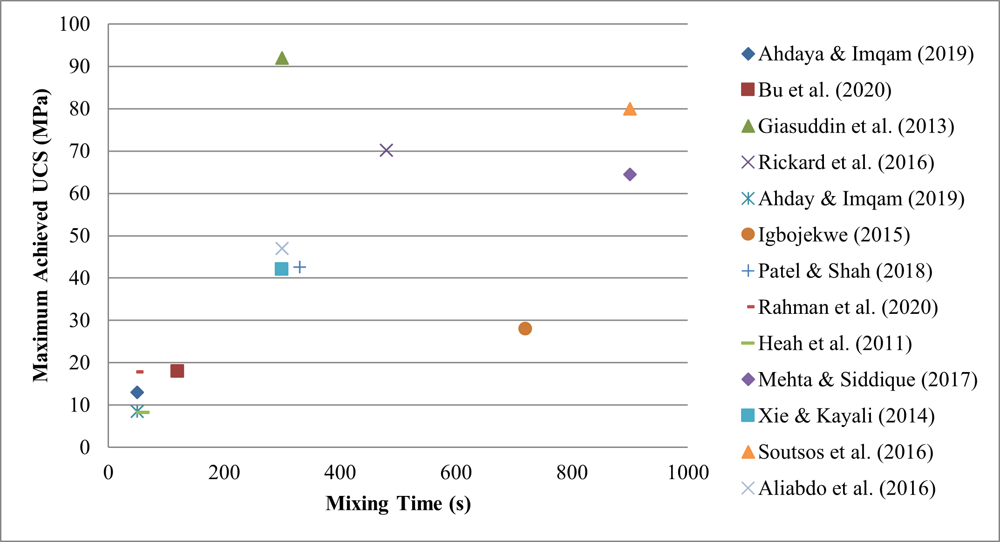 Maximum Achieved UCS (MPa)
100
90
80
70
60
50
40
30
20
10
0
0 200 400 600 800 1000
Mixing Time (s)
Ahdaya & Imqam (2019)
Bu et al. (2020)
Giasuddin et al. (2013)
Rickard et al. (2016)
Ahday & Imqam (2019)
Igbojekwe (2015)
Patel & Shah (2018)
Rahman et al. (2020)
Heah et al. (2011)
Mehta & Siddique (2017)
Xie & Kayali (2014)
Soutsos et al. (2016)
Aliabdo et al. (2016)